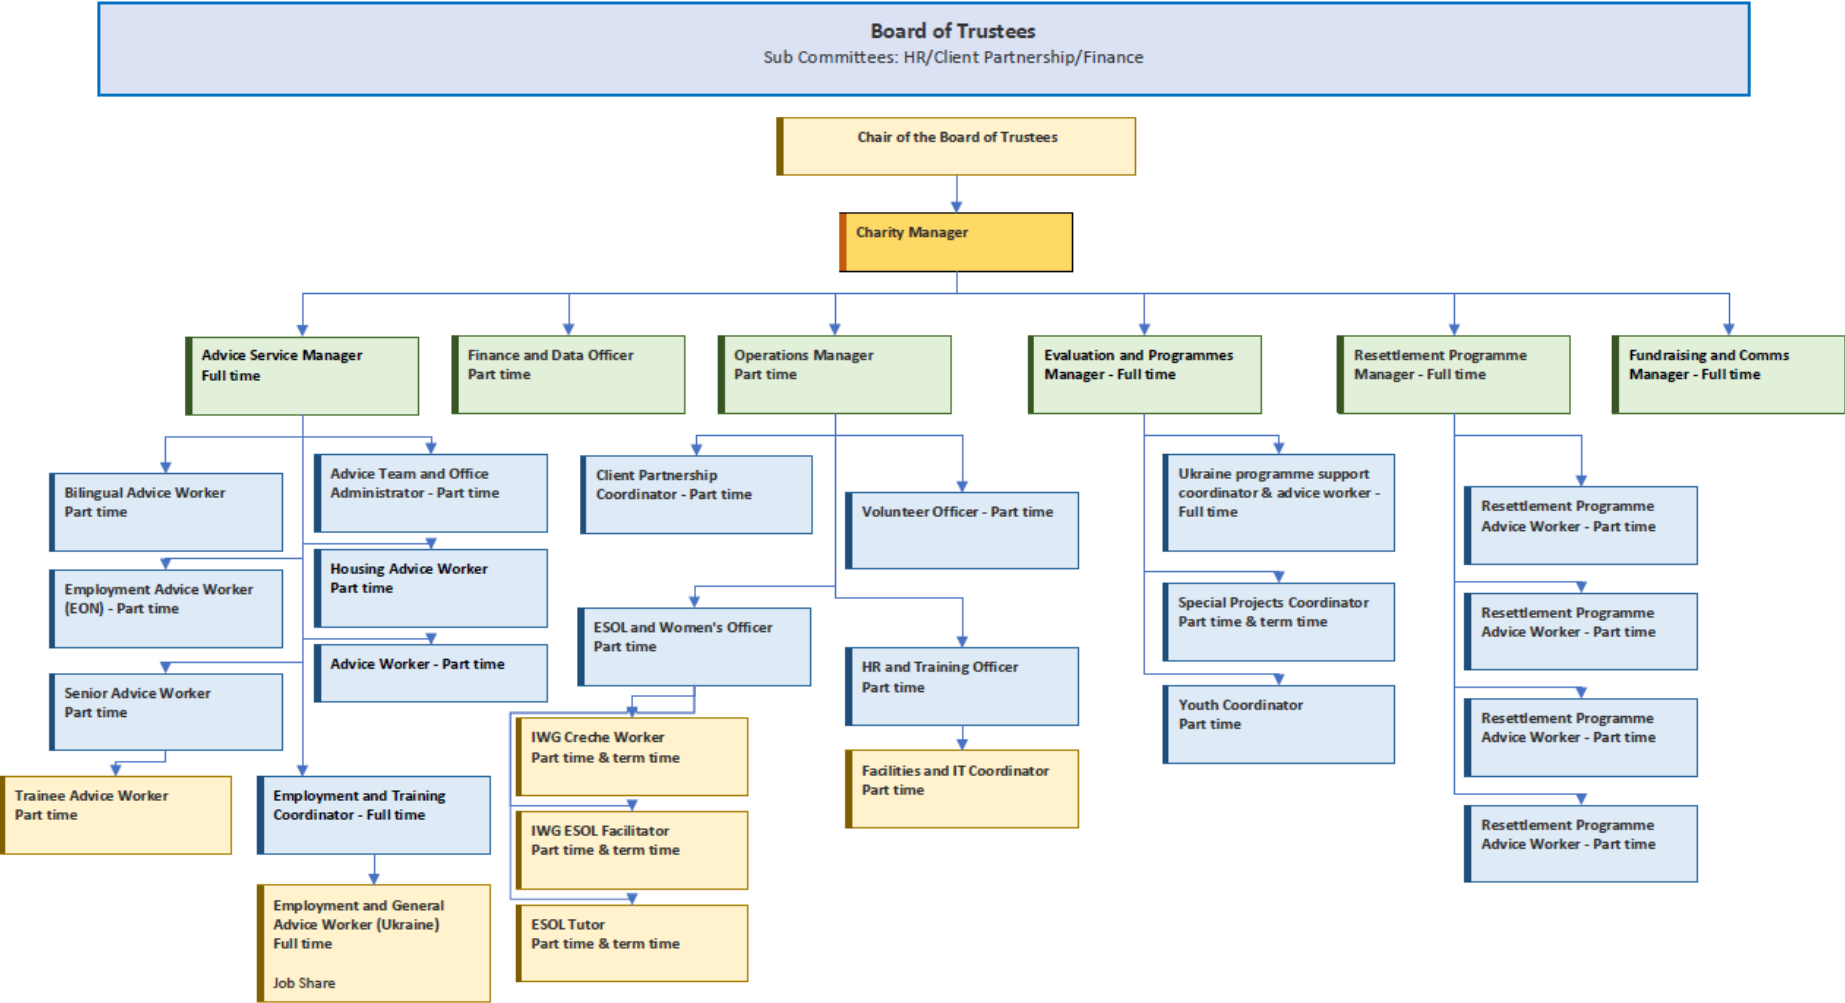 Board of Trustees
Sub Committees: HR/Client Partnership/Finance
Chair of the Board of Trustees
Charity Manager
Advice Service Manager
Full time
Finance and Data Officer
Part time
Operations Manager
Part time
Evaluation and Programmes
Manager - Full time
Resettlement Programme
Manager - Full time
Fundraising and Comms
Manager - Full time
Bilingual Advice Worker
Part time
Employment Advice Worker
(EON) - Part time
Senior Advice Worker
Part time
Trainee Advice Worker
Part time
Advice Team and Office
Administrator - Part time
Housing Advice Worker
Part time
Advice Worker - Part time
Employment and Training
Coordinator - Full time
Employment and General
Advice Worker (Ukraine)
Full time
Job Share
Client Partnership
Coordinator - Part time
Volunteer Officer - Part time
ESOL and Women's Officer
Part time
IWG Creche Worker
Part time & term time
IWG ESOL Facilitator
Part time & term time
ESOL Tutor
Part time & term time
HR and Training Officer
Part time
Facilities and IT Coordinator
Part time
Ukraine programme support
coordinator & advice worker -
Full time
Special Projects Coordinator
Part time & term time
Youth Coordinator
Part time
Resettlement Programme
Advice Worker - Part time
Resettlement Programme
Advice Worker - Part time
Resettlement Programme
Advice Worker - Part time
Resettlement Programme
Advice Worker - Part time